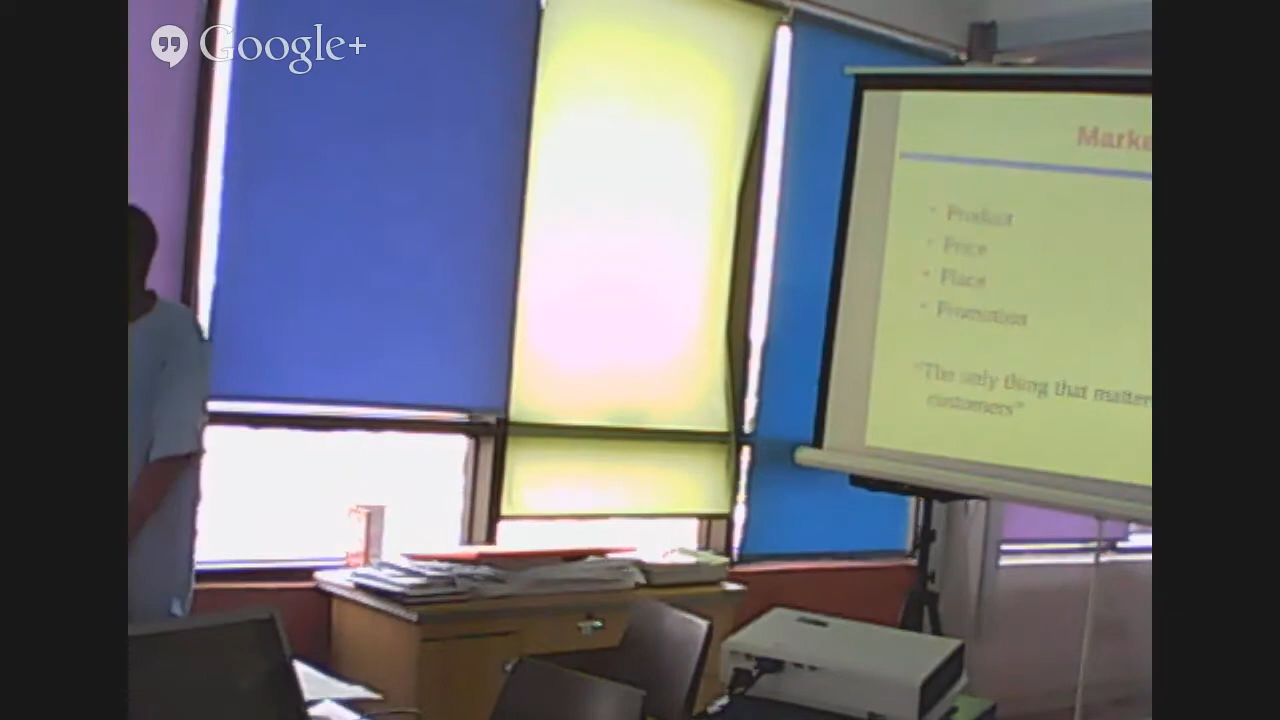 Google+
Marke
• Product
• Price
• Place
• Promotion
"The only thing that matter
customers"